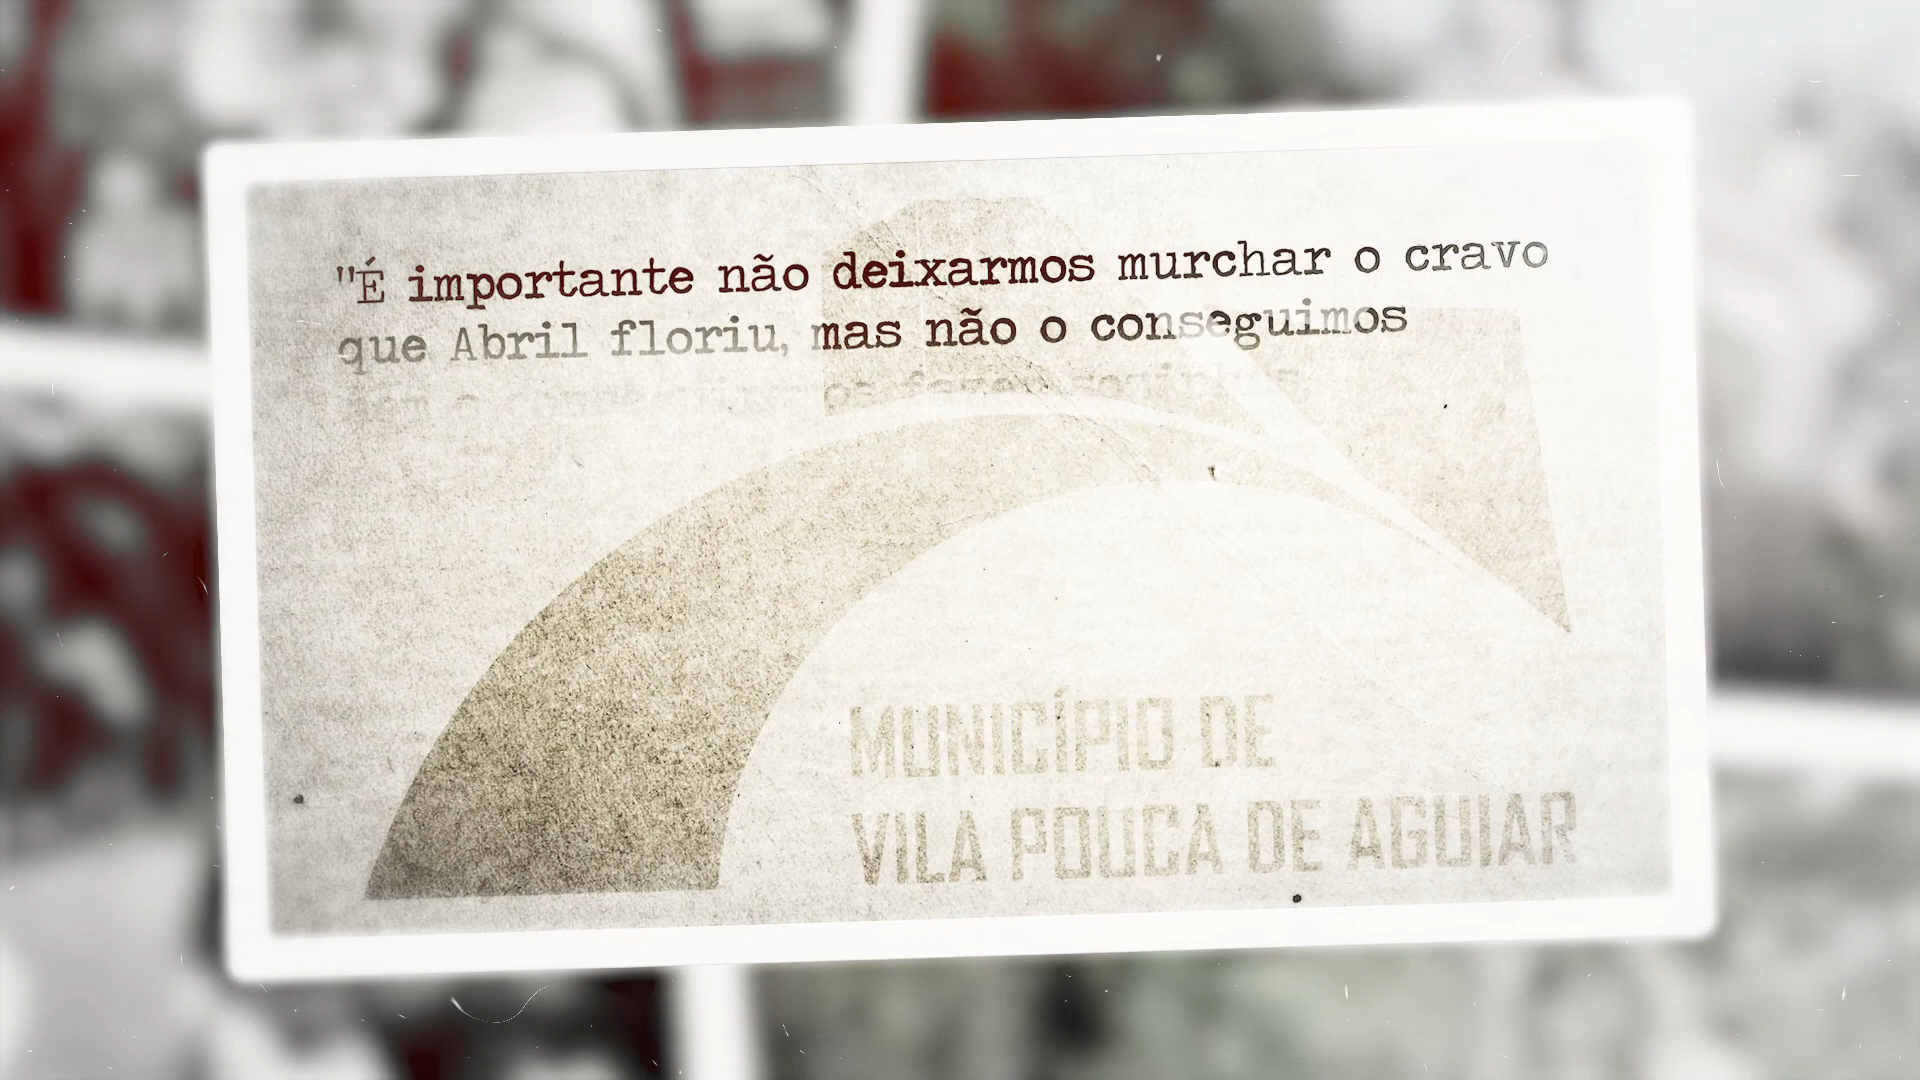 "É importante não deixarmos murchar o cravo
que Abril floriu, mas não o conseguimos
MUNICÍPIO DE
VILA POUCA DE AGUIAR